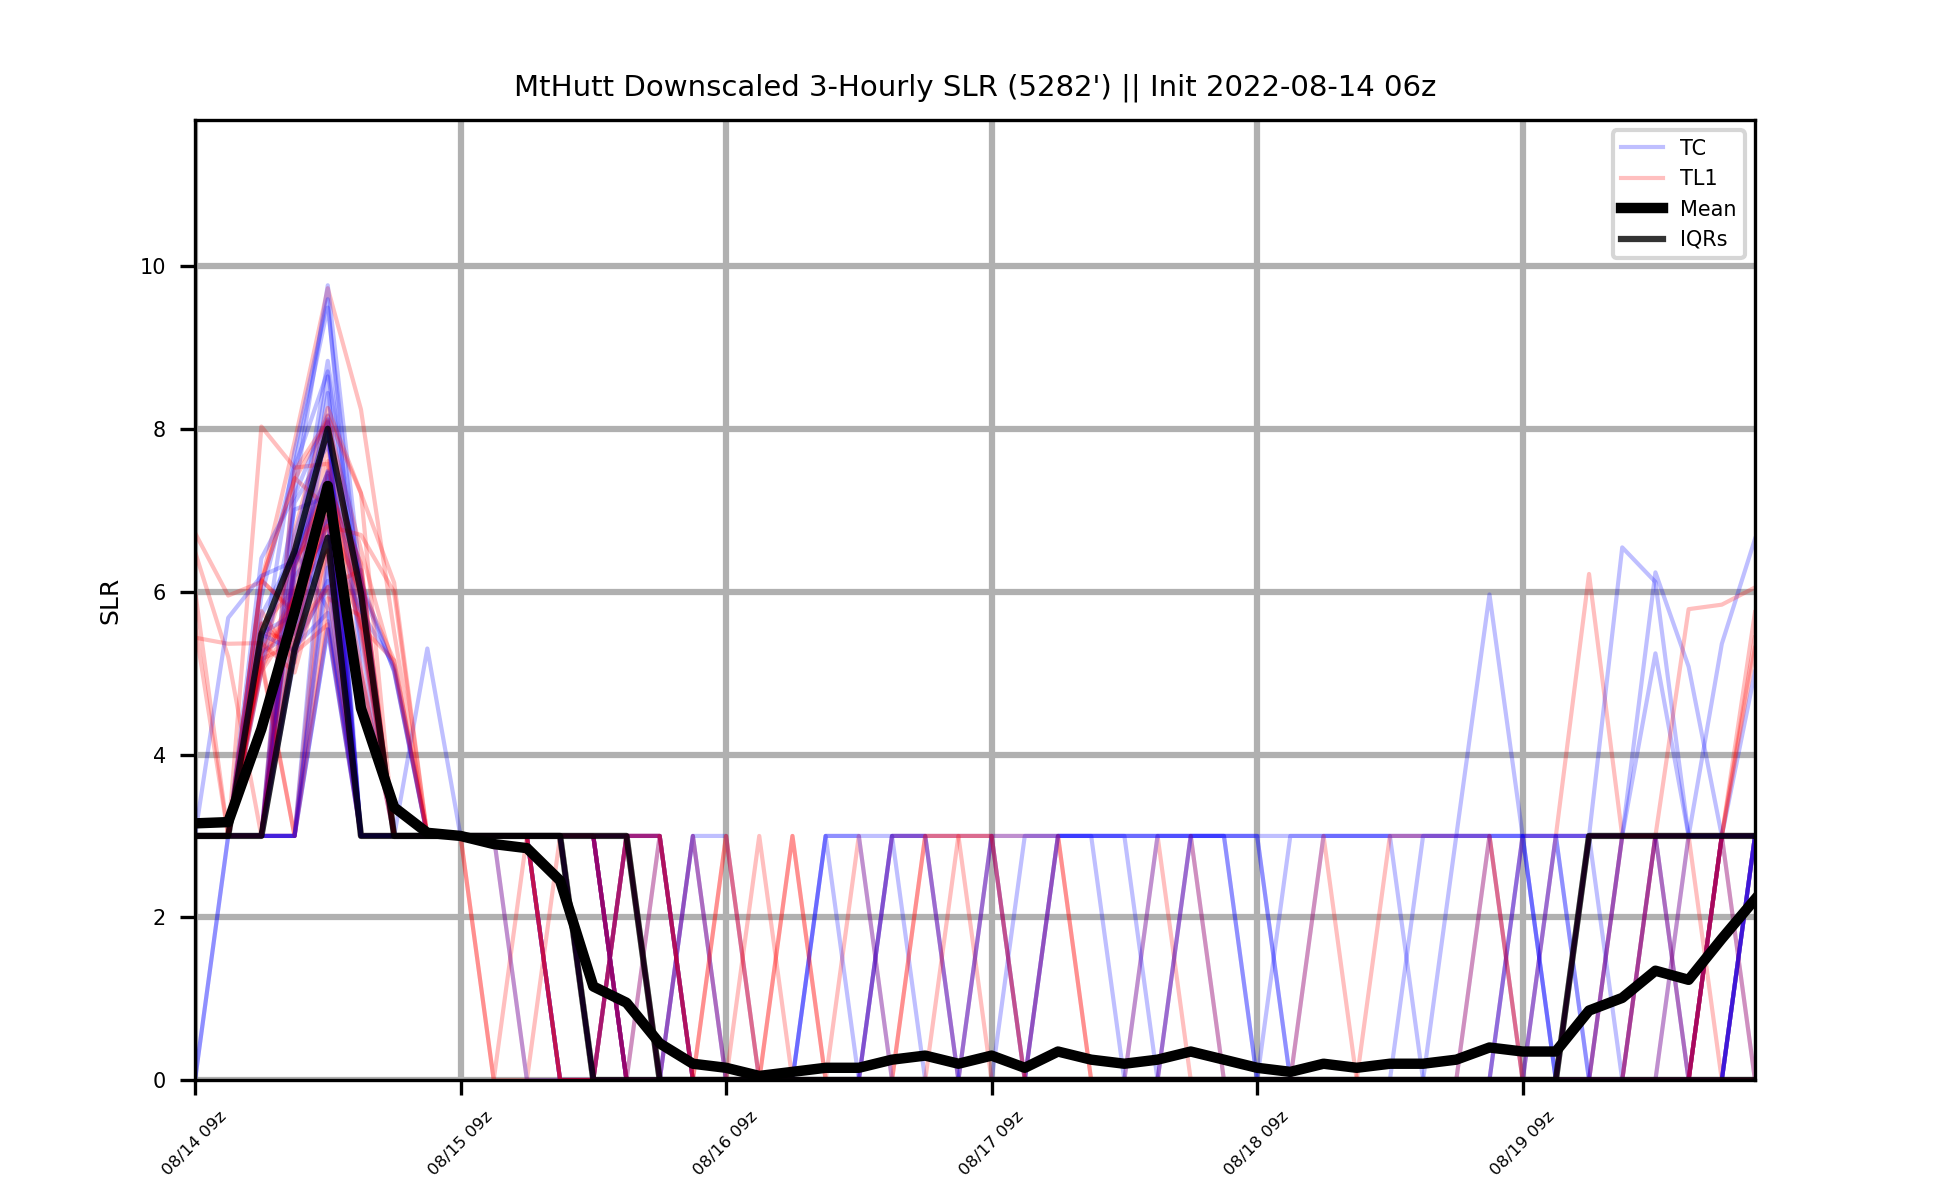 MtHutt Downscaled 3-Hourly SLR (5282') || Init 2022-08-14 06z
TC
TL1
Mean
IQRs
10
8
6
4
2
0
SLR
08/14 09z
08/15 09z
08/16 09z
08/17 09z
08/18 09z
08/19 09z